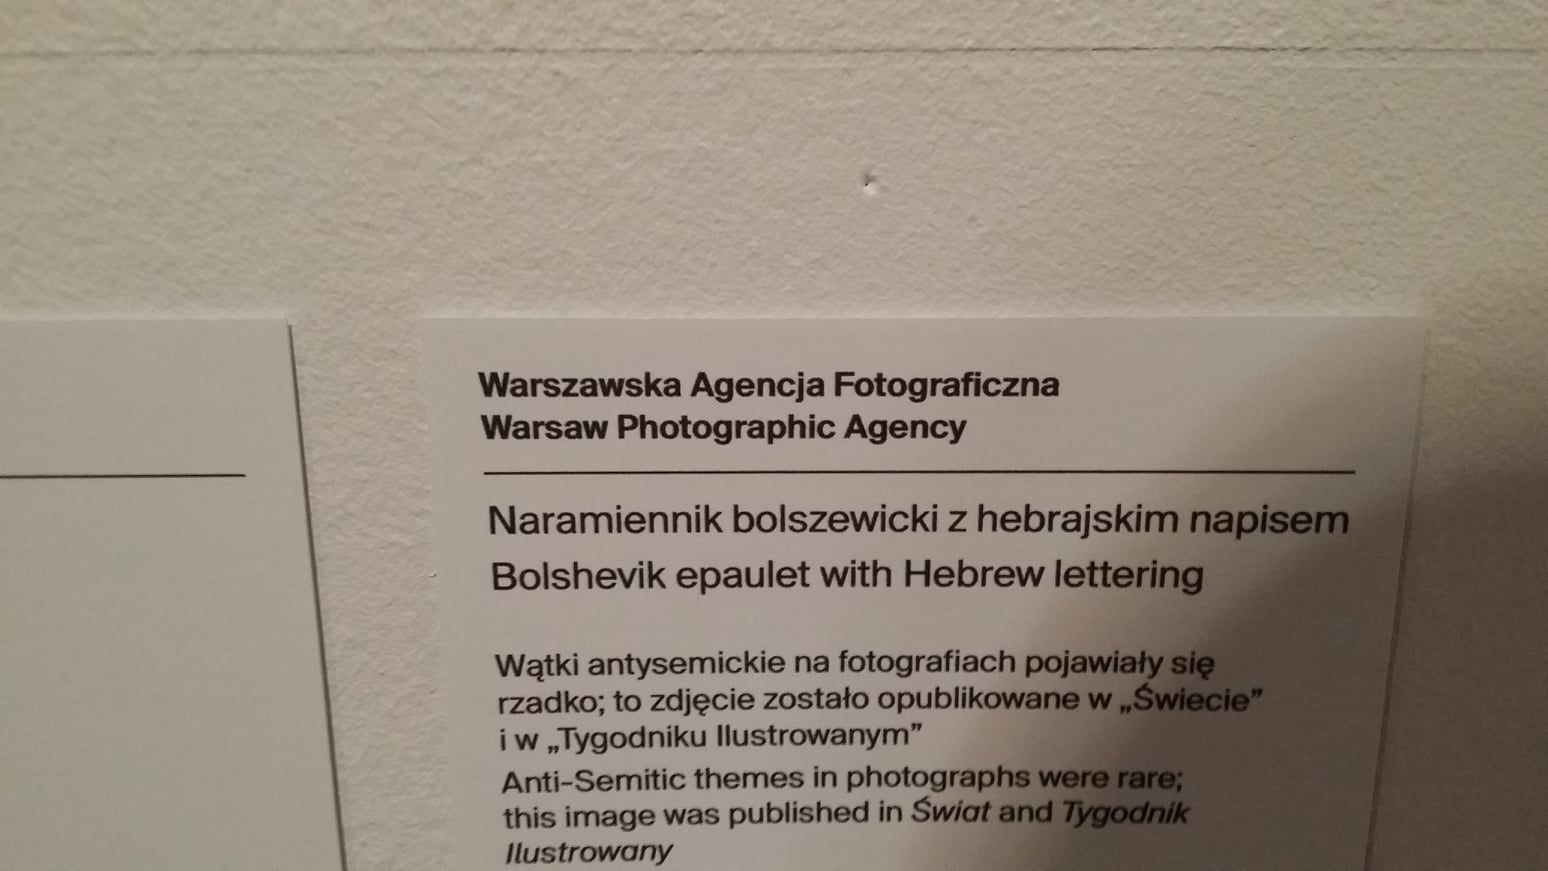 Warszawska Agencja Fotograficzna
Warsaw Photographic Agency
Naramiennik bolszewicki z hebrajskim napisem
Bolshevik epaulet with Hebrew lettering
Wątki antysemickie na fotografiach pojawiały się
rzadko; to zdjęcie zostało opublikowane w „Świecie”
i w „Tygodniku Ilustrowanym”
Anti-Semitic themes in photographs were rare;
this image was published in Świat and Tygodnik
Ilustrowany